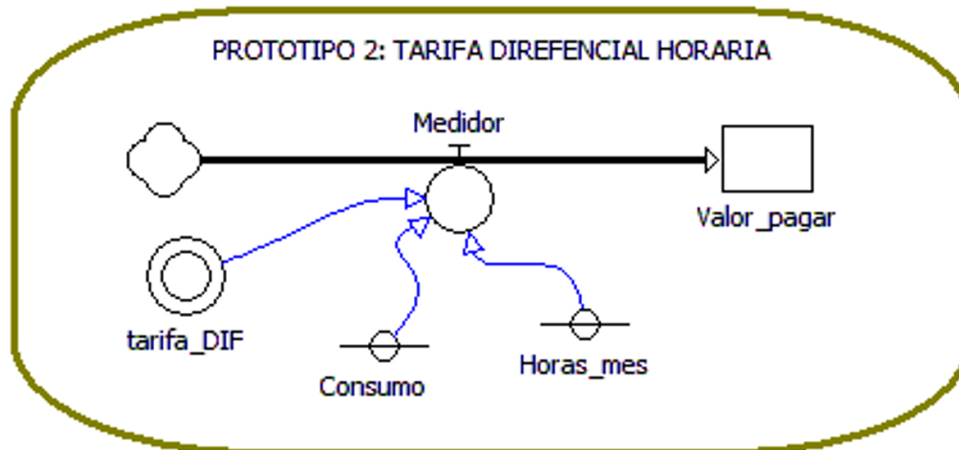 PROTOTIPO 2: TARIFA DIREFENCIAL HORARIA
Medidor
Valor_pagar
tarifa_DIF
Consumo
Horas_mes